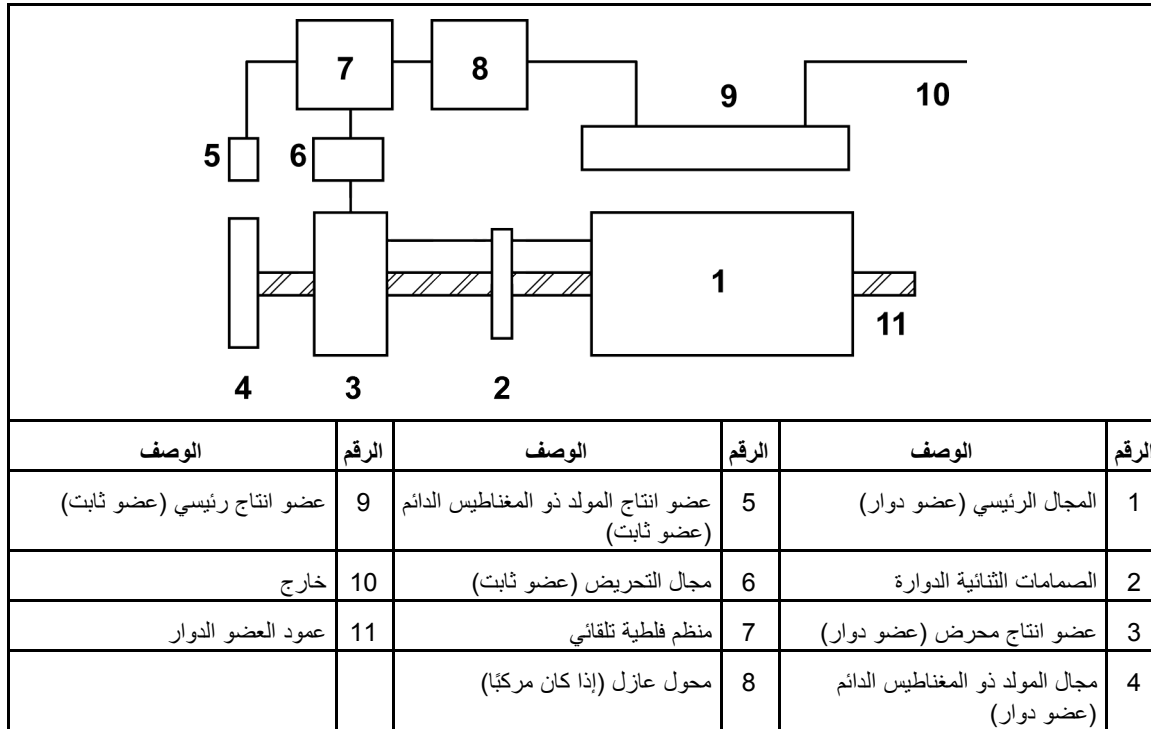 7
8
9
10
5
6
1
11
4
3
2
الرقم الوصف الرقم الوصف الرقم الوصف
1 المجال الرئيسي (عضو دوار) 5 عضو انتاج المولد ذو المغناطيس الدائم 9 عضو انتاج رئيسي (عضو ثابت)
(عضو ثابت)
2 الصمامات الثنائية الدوارة 6 مجال التحريض (عضو ثابت) 10 خارج
3 عضو انتاج محرض (عضو دوار) 7 منظم فلطية تلقائي 11 عمود العضو الدوار
4 مجال المولد ذو المغناطيس الدائم 8 محول عازل (إذا كان مركبًا)
(عضو دوار)